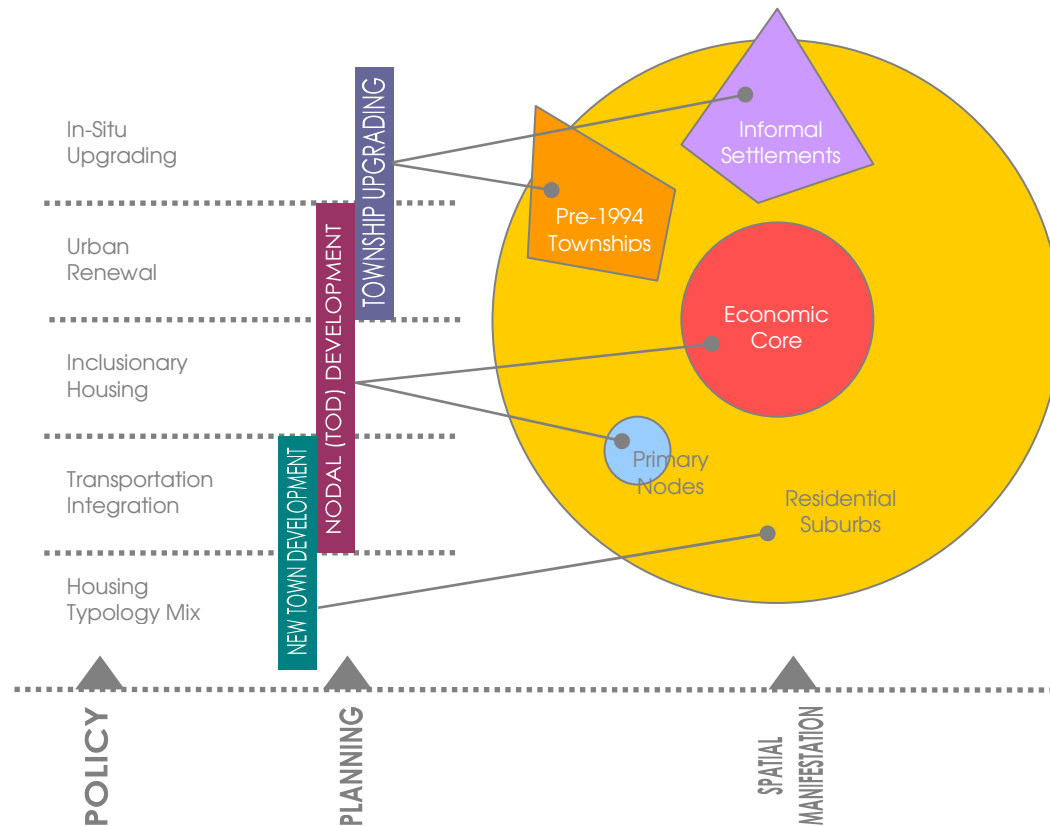 In-Situ
Upgrading
Urban
Renewal
Inclusionary
Housing
Transportation
Integration
Housing
Typology Mix
TOWNSHIP UPGRADING
NODAL (TOD) DEVELOPMENT
NEW TOWN DEVELOPMENT
Informal
Settlements
Pre-1994
Townships
Economic
Core
Primary
Nodes
Residential
Suburbs
POLICY
PLANNING
SPATIAL
MANIFESTATION